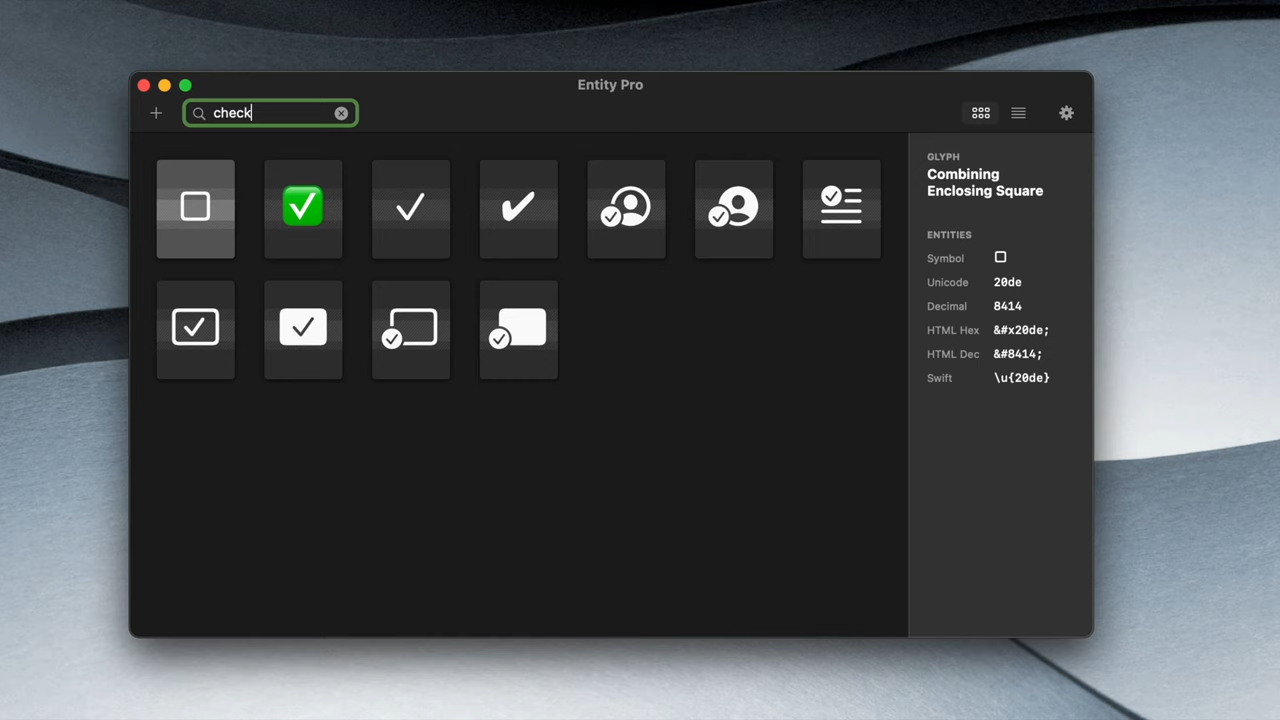 Entity Pro
check
GLYPH
Combining
Enclosing Square
ENTITIES
Symbol
Unicode 20de
Decimal 8414
HTML Hex &#x20de;
HTML Dec &#8414;
Swift \u{20de}